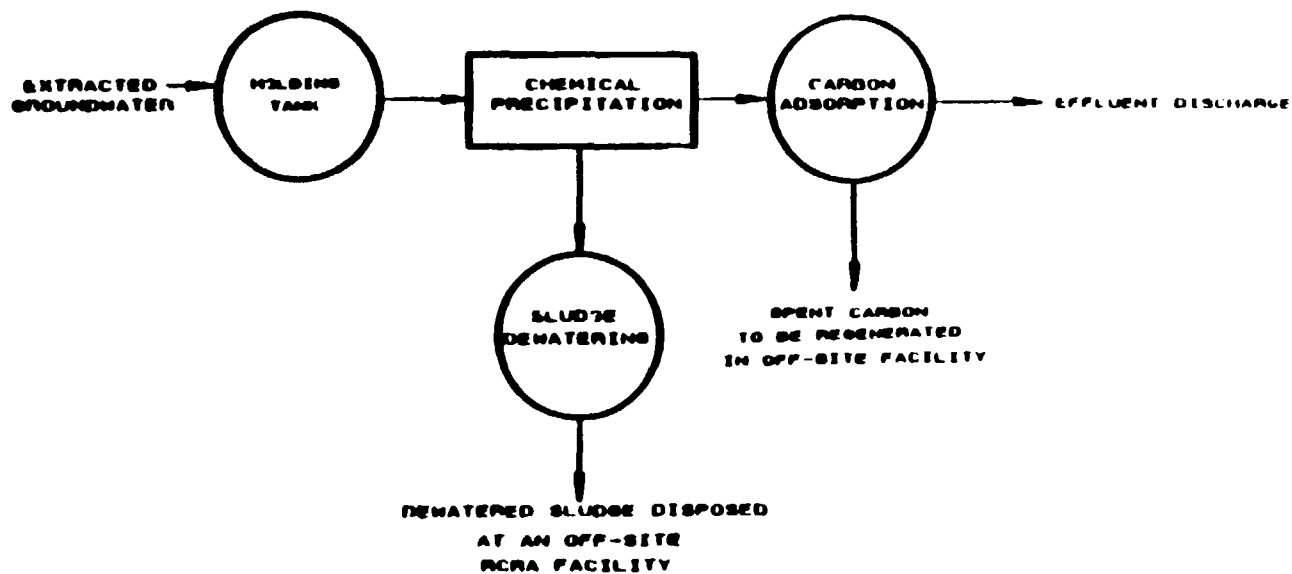 EXTRACTED
GROUNDWATER
HOLDING
TANK
CHEMICAL
PRECIPITATION
CARBON
ADSORPTION
EFFLUENT DISCHARGE
SLUDGE
DEWATERING
SPENT CARBON
TO BE REGENERATED
IN OFF-SITE FACILITY
DEWATERED SLUDGE DISPOSED
AT AN OFF-SITE
RCRA FACILITY